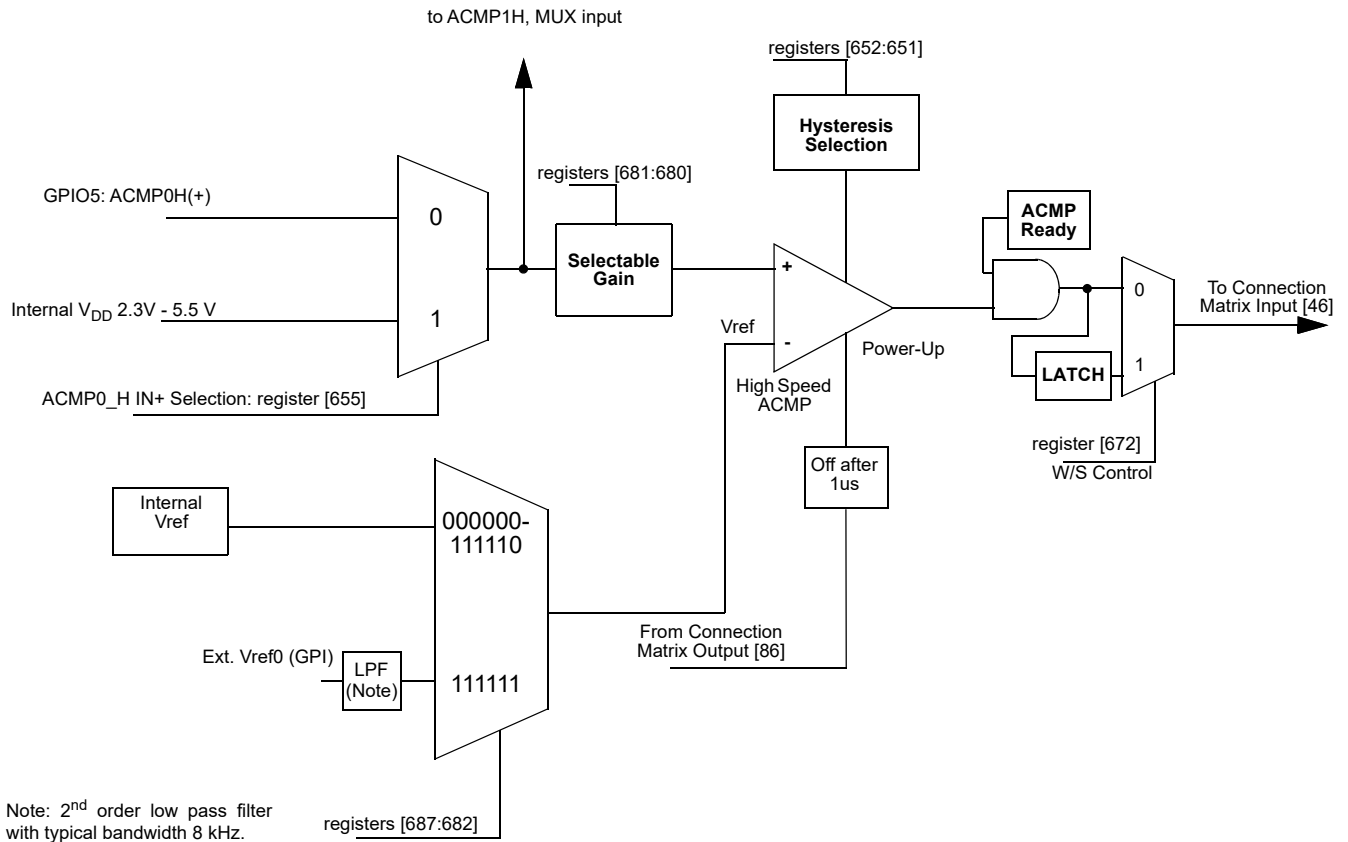 to ACMP1H, MUX input
registers [652:651]
Hysteresis
Selection
registers [681:680]
GPIO5: ACMP0H(+)
0
Selectable
Gain
ACMP
Ready
+
0
To Connection
Matrix Input [46]
Internal VDD 2.3V - 5.5 V
1
Vref
-
Power-Up
LATCH
1
High Speed
ACMP
ACMP0_H IN+ Selection: register [655]
register [672]
W/S Control
Off after
1us
Internal
Vref
000000-
111110
From Connection
Matrix Output [86]
Ext. Vref0 (GPI)
LPF
(Note)
111111
Note: 2nd order low pass filter
with typical bandwidth 8 kHz.
registers [687:682]